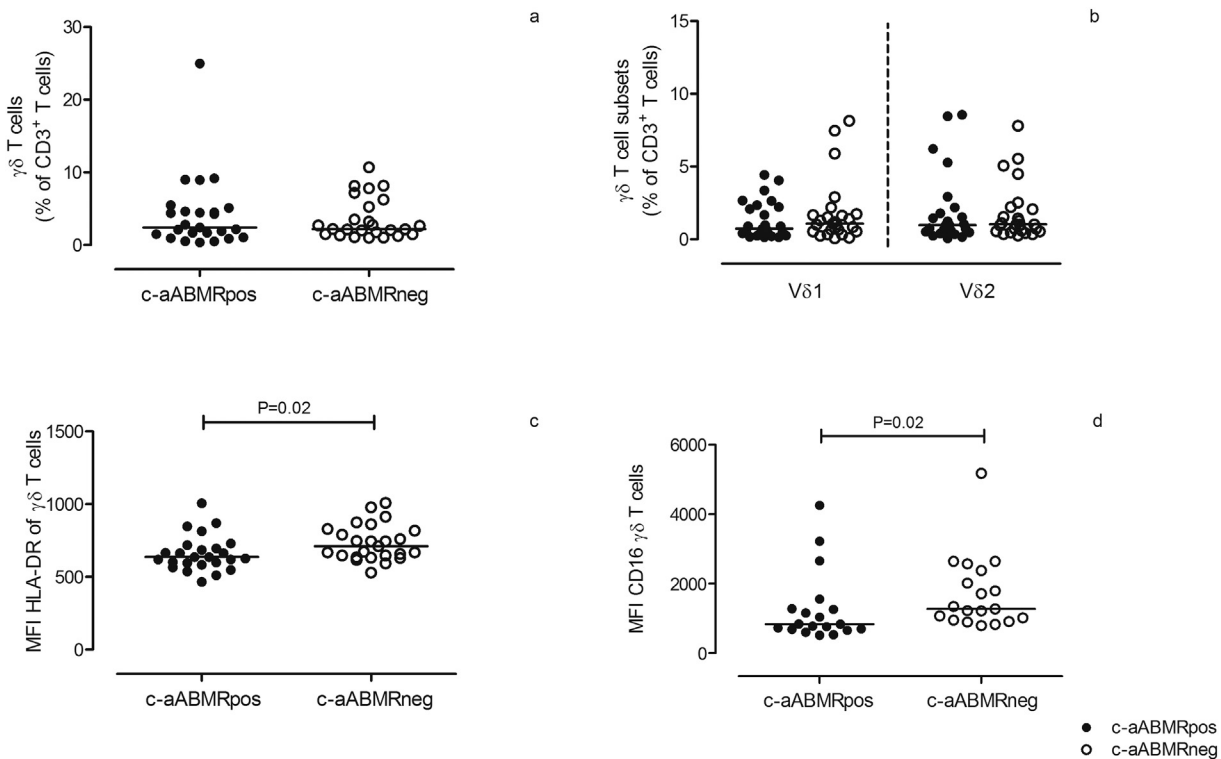 a
γδ T cells
(% of CD3+ T cells)
30
20
10
0
c-aABMRpos
c-aABMRneg
b
γδ T cell subsets
(% of CD3+ T cells)
15
10
5
0
Vδ1
Vδ2
P=0.02
c
MFI HLA-DR of γδ T cells
1500
1000
500
0
c-aABMRpos
c-aABMRneg
P=0.02
d
MFI CD16 γδ T cells
6000
4000
2000
0
c-aABMRpos
c-aABMRneg
c-aABMRpos
c-aABMRneg